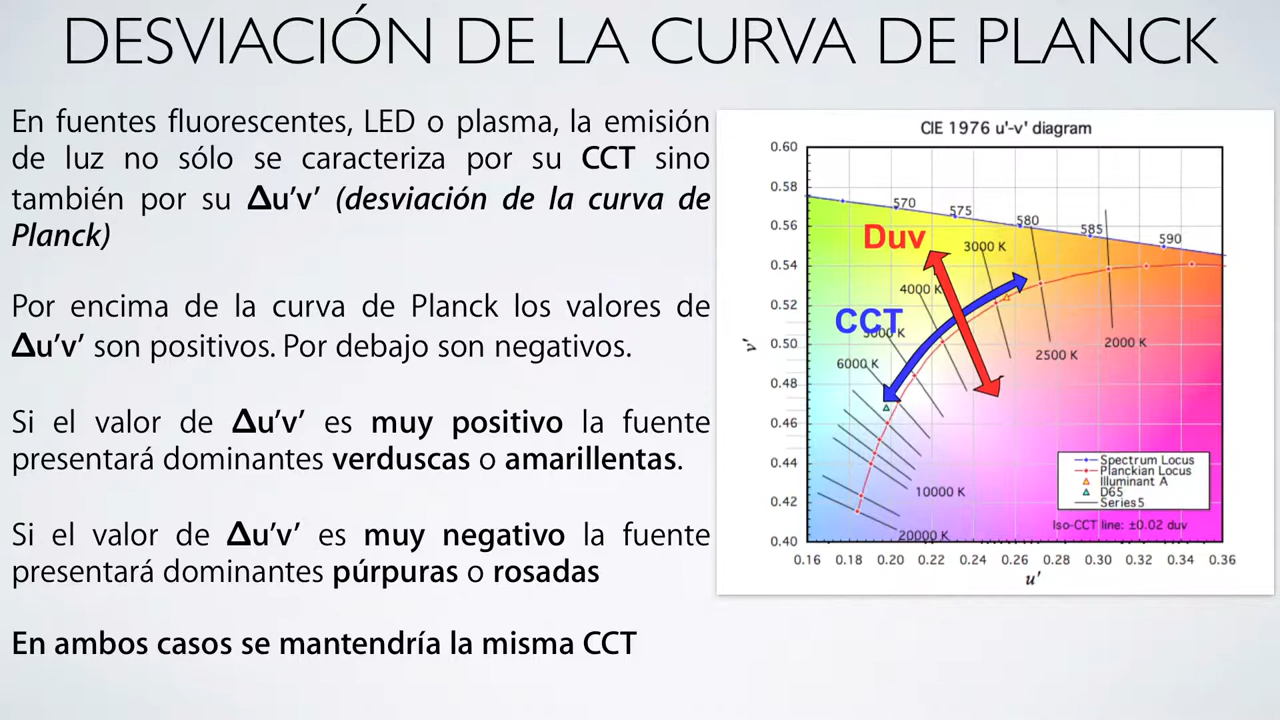 DESVIACIÓN DE LA CURVA DE PLANCK
En fuentes fluorescentes, LED o plasma, la emisión
de luz no sólo se caracteriza por su CCT sino
también por su Δu’v’ (desviación de la curva de
Planck)
Por encima de la curva de Planck los valores de
Δu’v’ son positivos. Por debajo son negativos.
Si el valor de Δu’v’ es muy positivo la fuente
presentará dominantes verduscas o amarillentas.
Si el valor de Δu’v’ es muy negativo la fuente
presentará dominantes púrpuras o rosadas
En ambos casos se mantendría la misma CCT
CIE 1976 u'-v' diagram
0.60
0.58
0.56
0.54
0.52
0.50
0.48
0.46
0.44
0.42
0.40
v'
570
575
580
585
590
Duv
3000 K
4000 K
CCT
5000 K
2000 K
2500 K
6000 K
10000 K
20000 K
Spectrum Locus
Planckian Locus
Illuminant A
D65
Series5
Iso-CCT line: ±0.02 duv
0.16 0.18 0.20 0.22 0.24 0.26 0.28 0.30 0.32 0.34 0.36
u'